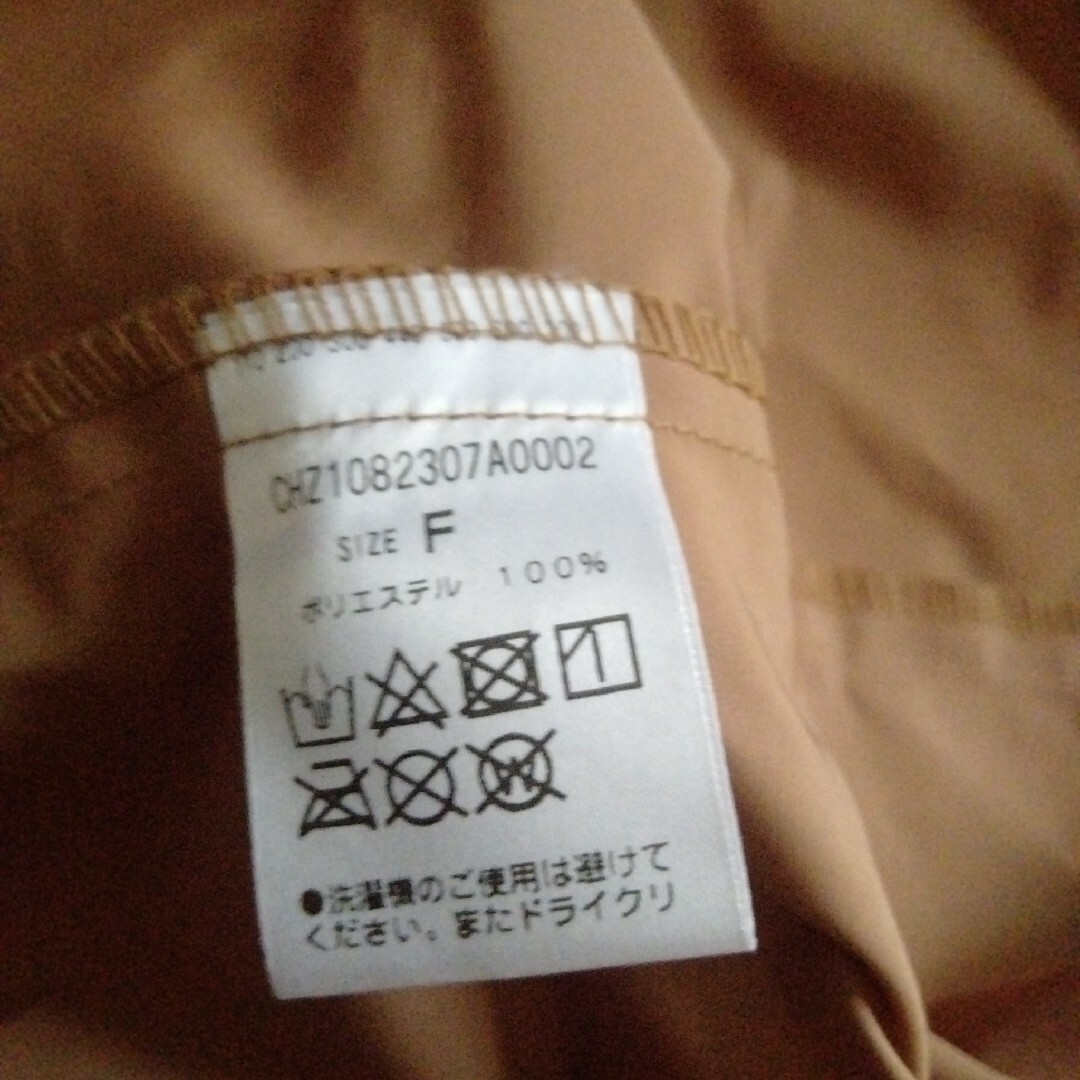 CHZ1082307A0002
SIZE F
ポリエステル 100%
●洗濯機のご使用は避けて
ください。またドライクリ